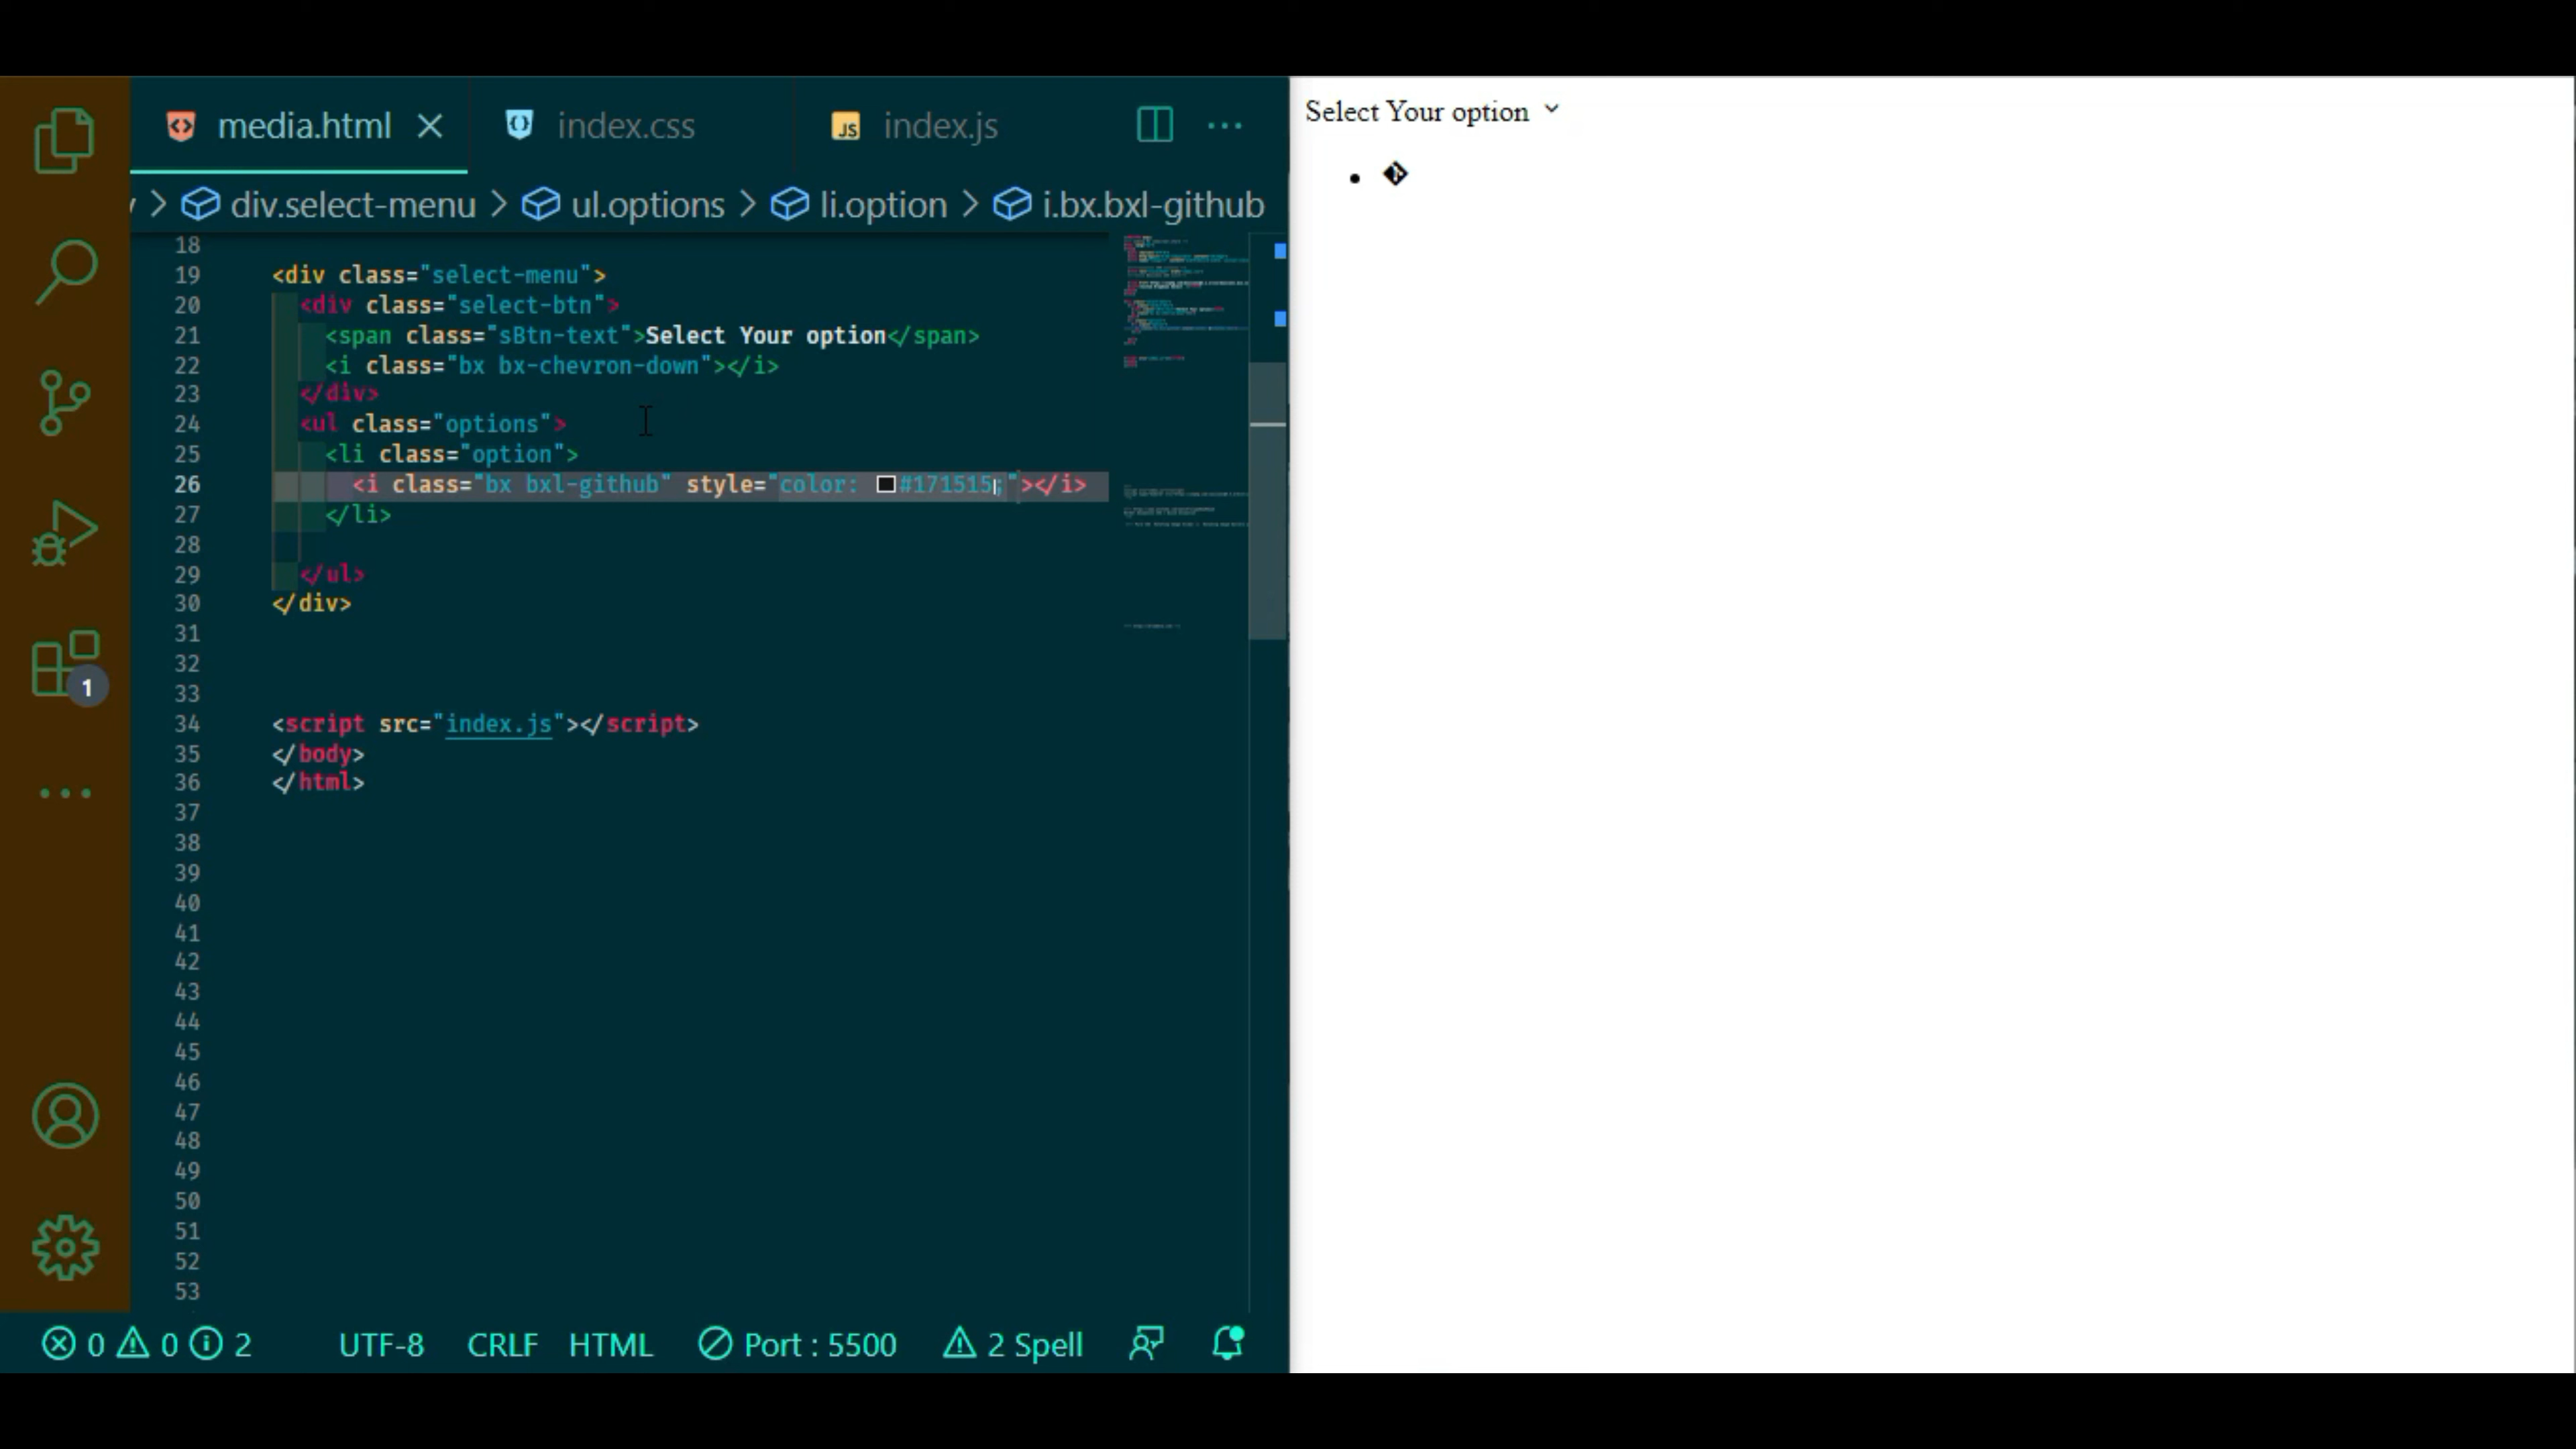 media.html
index.css
index.js
div.select-menu
ul.options
li.option
i.bx.bxl-github
18
19 <div class="select-menu">
20 <div class="select-btn">
21 <span class="sBtn-text">Select Your option</span>
22 <i class="bx bx-chevron-down"></i>
23 </div>
24 <ul class="options">
25 <li class="option">
26 <i class="bx bxl-github" style="color: #171515;"></i>
27 </li>
28
29 </ul>
30 </div>
31
32
33
34 <script src="index.js"></script>
35 </body>
36 </html>
37
38
39
40
41
42
43
44
45
46
47
48
49
50
51
52
53
1
0 0 2 UTF-8 CRLF HTML Port : 5500 2 Spell
Select Your option